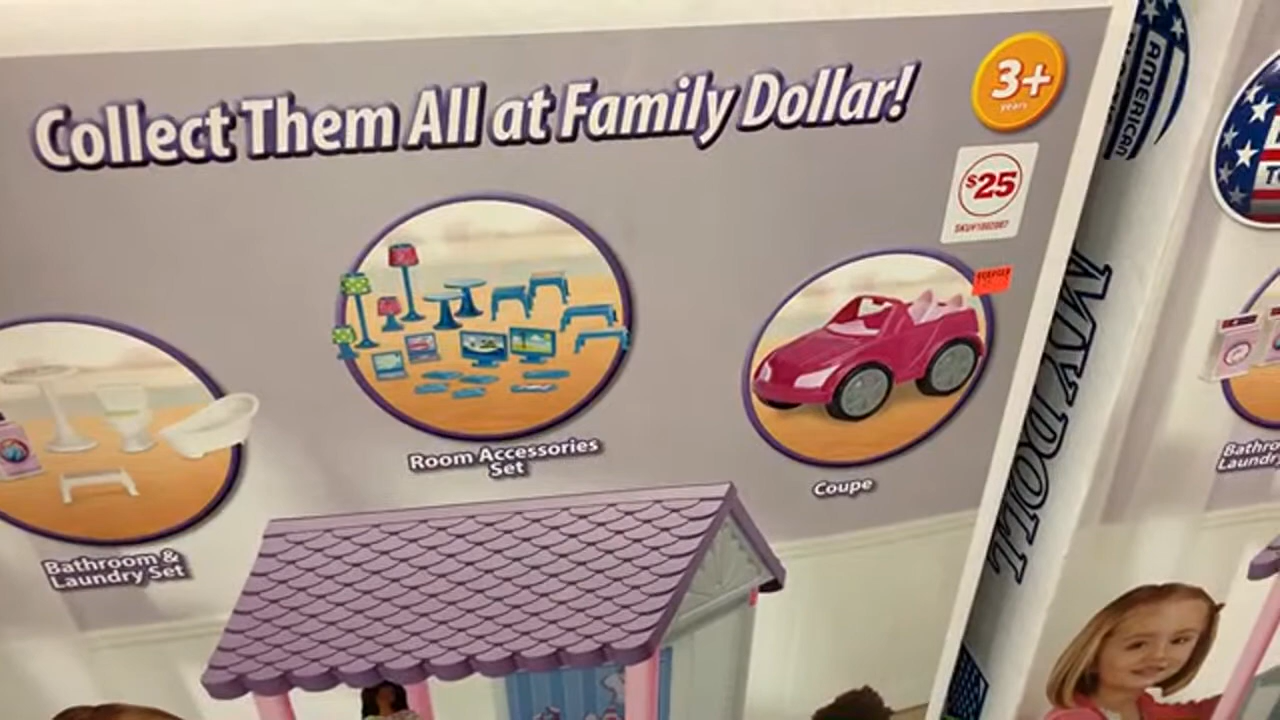 Collect Them All at Family Dollar!
3+
years
$25
Room Accessories
Set
Coupe
Bathroom &
Laundry Set
AMERICAN
MY DOLL
Bathro
Laundry